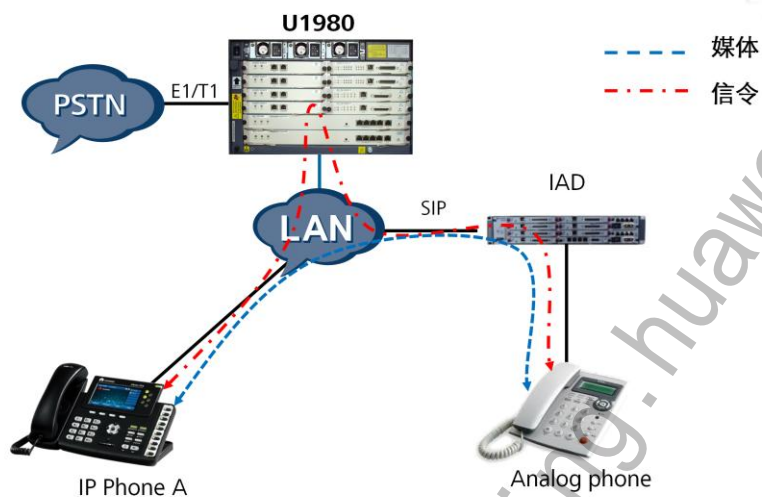 U1980
媒体
信令
PSTN
E1/T1
LAN
SIP
IAD
IP Phone A
Analog phone